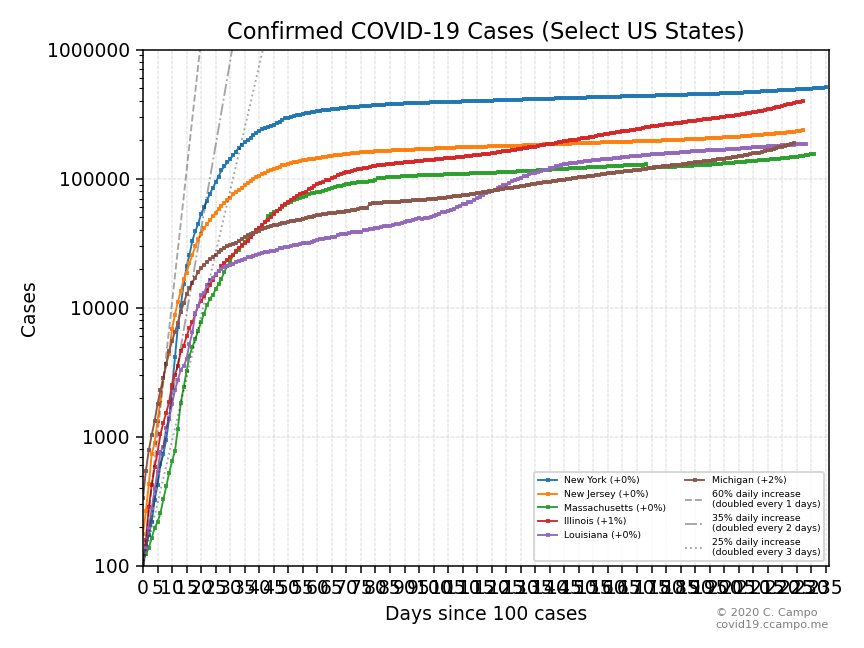 Confirmed COVID-19 Cases (Select US States)
1000000
100000
10000
1000
100
Cases
New York (+0%)
New Jersey (+0%)
Massachusetts (+0%)
Illinois (+1%)
Louisiana (+0%)
Michigan (+2%)
60% daily increase
(doubled every 1 days)
35% daily increase
(doubled every 2 days)
25% daily increase
(doubled every 3 days)
0 5
Days since 100 cases
© 2020 C. Campo
covid19.ccampo.me